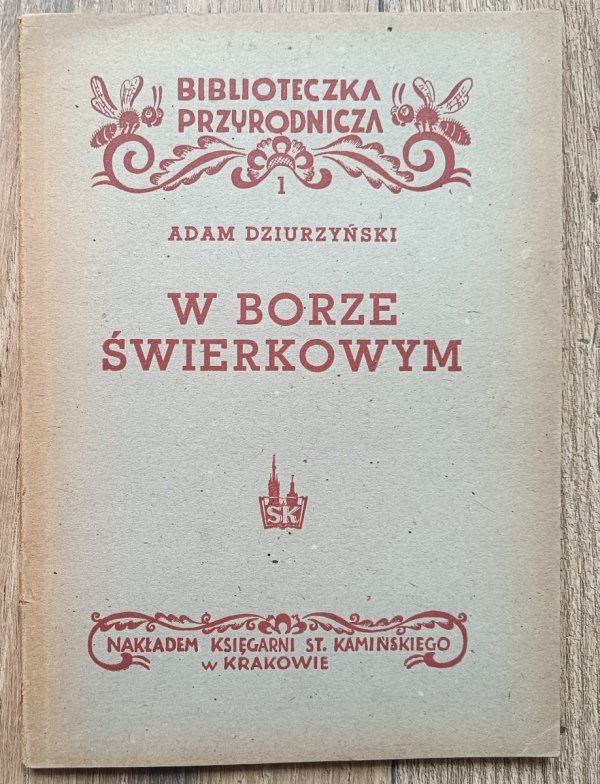 BIBLIOTECZKA
PRZYRODNICZA
1
ADAM DZIURZYŃSKI
W BORZE
ŚWIERKOWYM
SK
NAKŁADEM KSIĘGARNI ST. KAMIŃSKIEGO
w KRAKOWIE